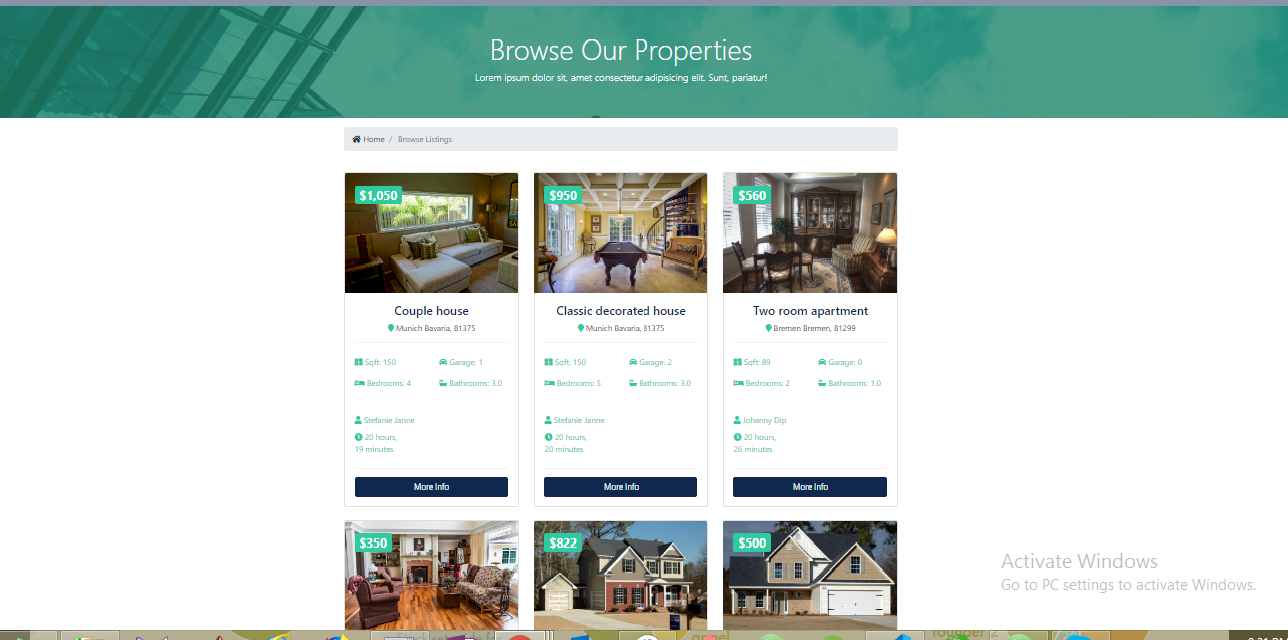 Browse Our Properties
Lorem ipsum dolor sit, amet consectetur adipisicing elit. Sunt, pariatur!
Home / Browse Listings
$1,050
Couple house
Munich Bavaria, 81375
Sqft: 150 Garage: 1
Bedrooms: 4 Bathrooms: 3.0
Stefanie Janne
20 hours,
19 minutes
More Info
$950
Classic decorated house
Munich Bavaria, 81375
Sqft: 150 Garage: 2
Bedrooms: 5 Bathrooms: 3.0
Stefanie Janne
20 hours,
20 minutes
More Info
$560
Two room apartment
Bremen Bremen, 81299
Sqft: 89 Garage: 0
Bedrooms: 2 Bathrooms: 1.0
Johanny Dip
20 hours,
26 minutes
More Info
$350
$822
$500
Activate Windows
Go to PC settings to activate Windows.